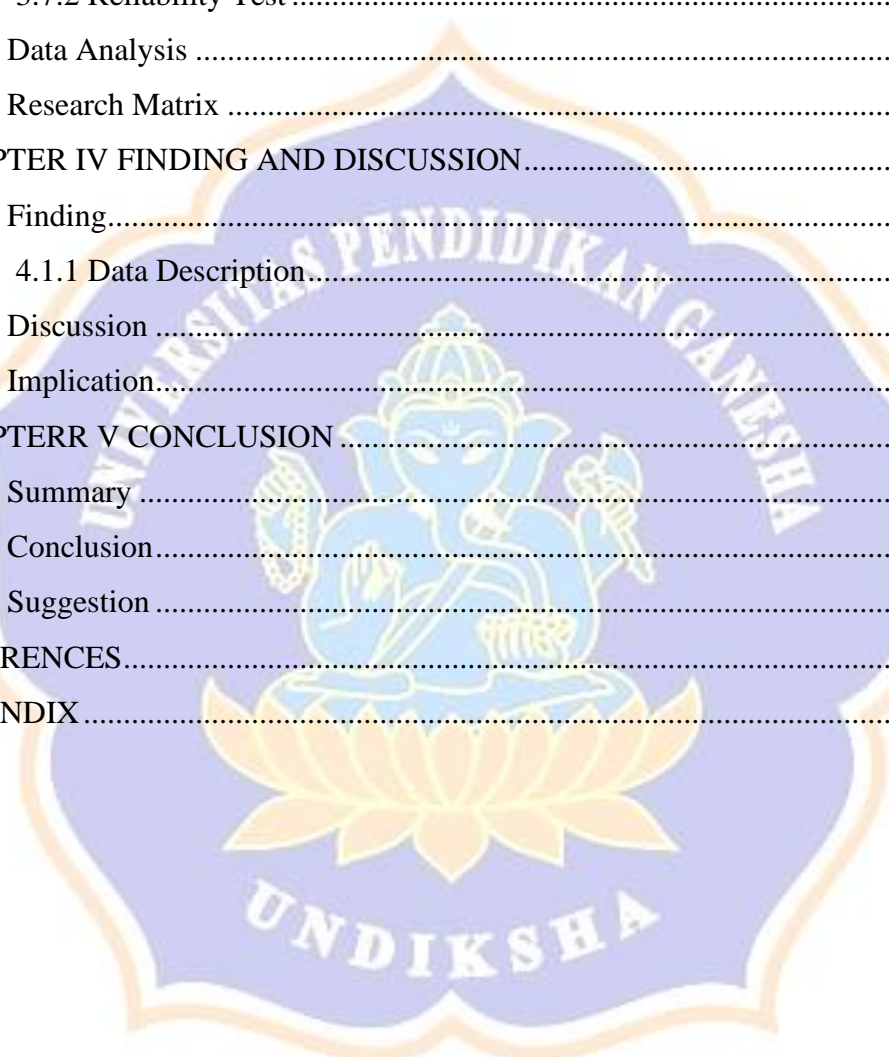 3.7.2 Reliability Test ........................................................................
Data Analysis ........................................................................
Research Matrix ........................................................................
PTER IV FINDING AND DISCUSSION........................................................................
Finding........................................................................
4.1.1 Data Description........................................................................
Discussion ........................................................................
Implication........................................................................
PTERR V CONCLUSION ........................................................................
Summary ........................................................................
Conclusion........................................................................
Suggestion ........................................................................
RENCES........................................................................
NDIX ........................................................................
UNIVERSITAS PENDIDIKAN GANESHA
UNDIKSHA